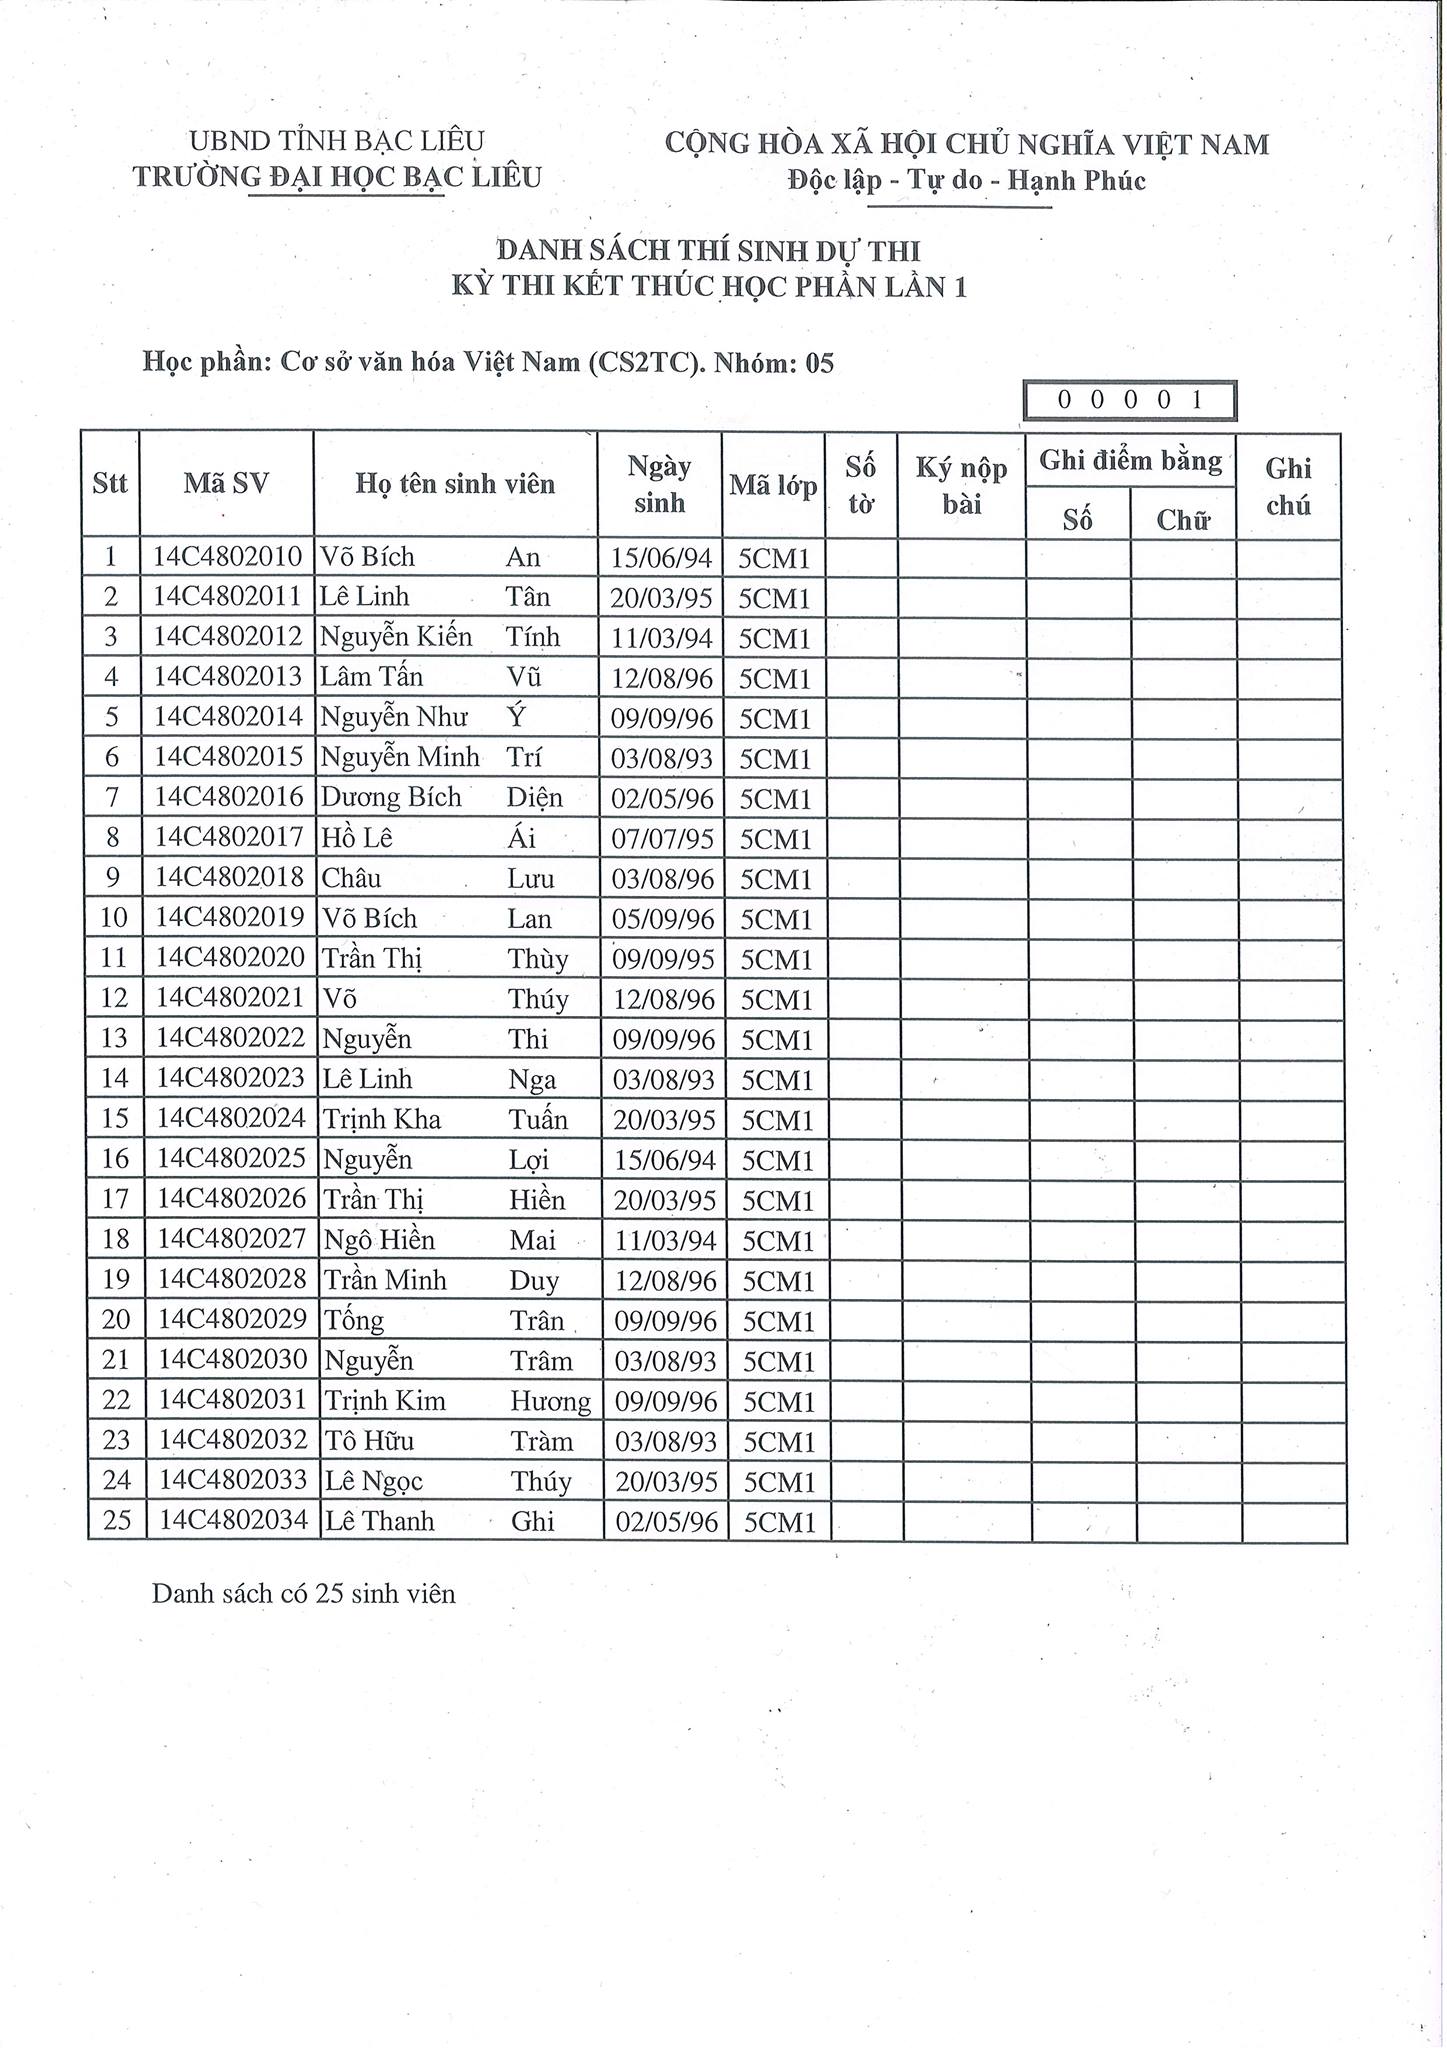 UBND TỈNH BẠC LIÊU
TRƯỜNG ĐẠI HỌC BẠC LIÊU
CỘNG HÒA XÃ HỘI CHỦ NGHĨA VIỆT NAM
Độc lập - Tự do - Hạnh Phúc
DANH SÁCH THÍ SINH DỰ THI
KỲ THI KẾT THÚC HỌC PHẦN LẦN 1
Học phần: Cơ sở văn hóa Việt Nam (CS2TC). Nhóm: 05
0 0 0 0 1
Stt Mã SV Họ tên sinh viên Ngày sinh Mã lớp Số tờ Ký nộp bài Ghi điểm bằng Ghi chú
Số Chữ
1 14C4802010 Võ Bích An 15/06/94 5CM1
2 14C4802011 Lê Linh Tân 20/03/95 5CM1
3 14C4802012 Nguyễn Kiến Tính 11/03/94 5CM1
4 14C4802013 Lâm Tấn Vũ 12/08/96 5CM1
5 14C4802014 Nguyễn Như Ý 09/09/96 5CM1
6 14C4802015 Nguyễn Minh Trí 03/08/93 5CM1
7 14C4802016 Dương Bích Diện 02/05/96 5CM1
8 14C4802017 Hồ Lê Ái 07/07/95 5CM1
9 14C4802018 Châu Lưu 03/08/96 5CM1
10 14C4802019 Võ Bích Lan 05/09/96 5CM1
11 14C4802020 Trần Thị Thùy 09/09/95 5CM1
12 14C4802021 Võ Thúy 12/08/96 5CM1
13 14C4802022 Nguyễn Thi 09/09/96 5CM1
14 14C4802023 Lê Linh Nga 03/08/93 5CM1
15 14C4802024 Trịnh Kha Tuấn 20/03/95 5CM1
16 14C4802025 Nguyễn Lợi 15/06/94 5CM1
17 14C4802026 Trần Thị Hiền 20/03/95 5CM1
18 14C4802027 Ngô Hiền Mai 11/03/94 5CM1
19 14C4802028 Trần Minh Duy 12/08/96 5CM1
20 14C4802029 Tống Trân 09/09/96 5CM1
21 14C4802030 Nguyễn Trâm 03/08/93 5CM1
22 14C4802031 Trịnh Kim Hương 09/09/96 5CM1
23 14C4802032 Tô Hữu Tràm 03/08/93 5CM1
24 14C4802033 Lê Ngọc Thúy 20/03/95 5CM1
25 14C4802034 Lê Thanh Ghi 02/05/96 5CM1
Danh sách có 25 sinh viên